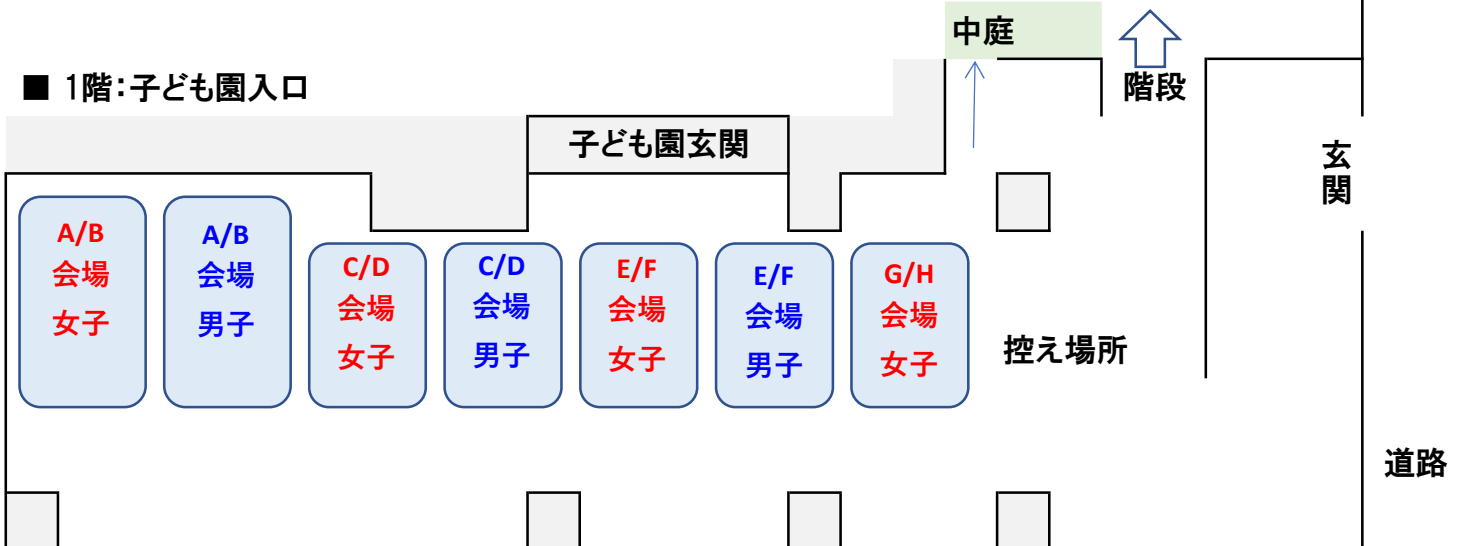 中庭
階段
■ 1階:子ども園入口
子ども園玄関
玄
関
A/B
会場
女子
A/B
会場
男子
C/D
会場
女子
C/D
会場
男子
E/F
会場
女子
E/F
会場
男子
G/H
会場
女子
控え場所
道路